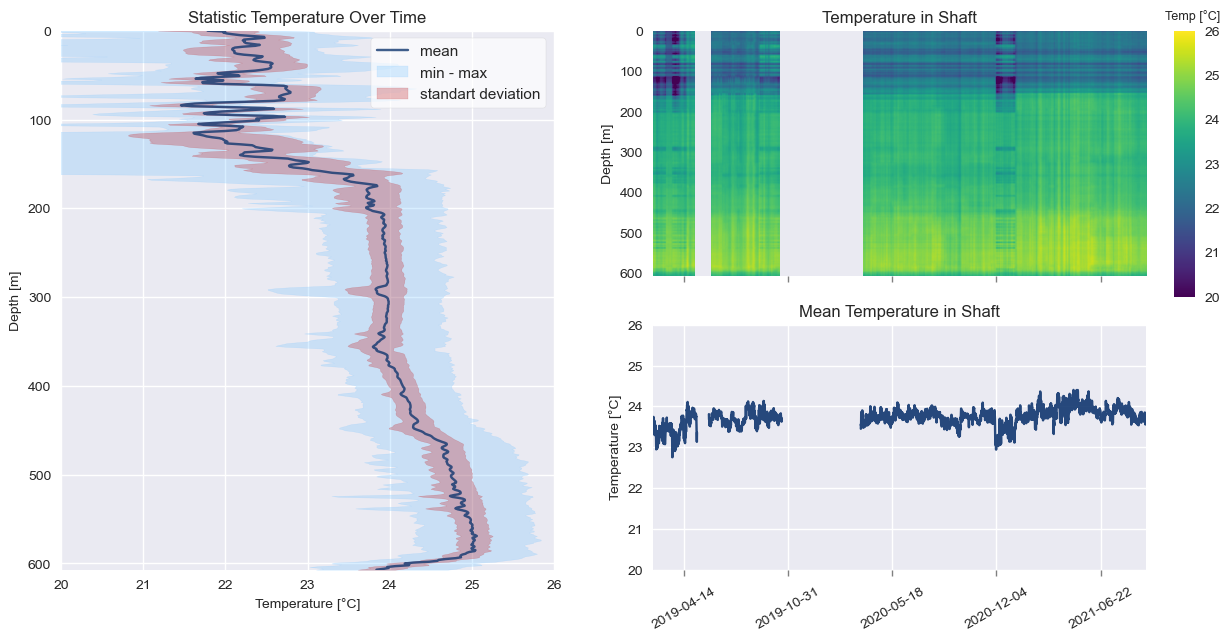 Statistic Temperature Over Time
0
100
200
300
400
500
600
Depth [m]
mean
min - max
standart deviation
20 21 22 23 24 25 26
Temperature [°C]
Temperature in Shaft
0
100
200
300
400
500
600
Depth [m]
Temp [°C]
26
25
24
23
22
21
20
Mean Temperature in Shaft
26
25
24
23
22
21
20
Temperature [°C]
2019-04-14 2019-10-31 2020-05-18 2020-12-04 2021-06-22